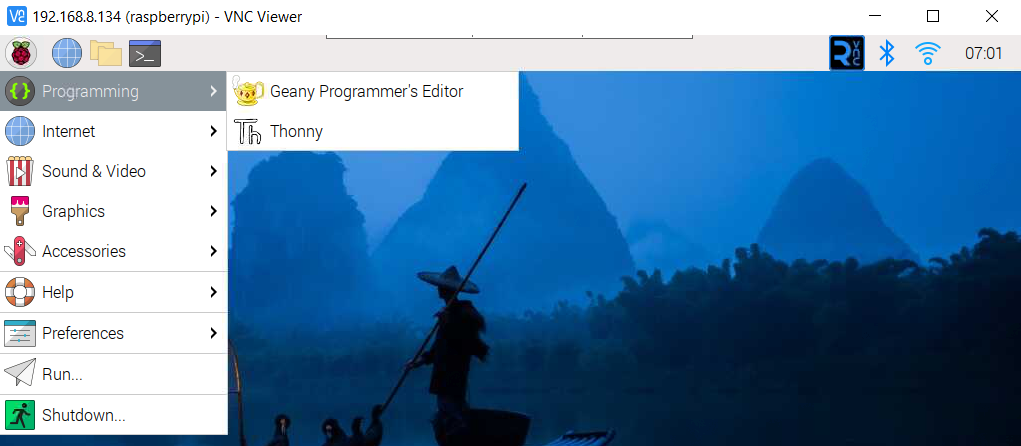 192.168.8.134 (raspberrypi) - VNC Viewer
07:01
Programming
Geany Programmer's Editor
Internet
Thonny
Sound & Video
Graphics
Accessories
Help
Preferences
Run...
Shutdown...